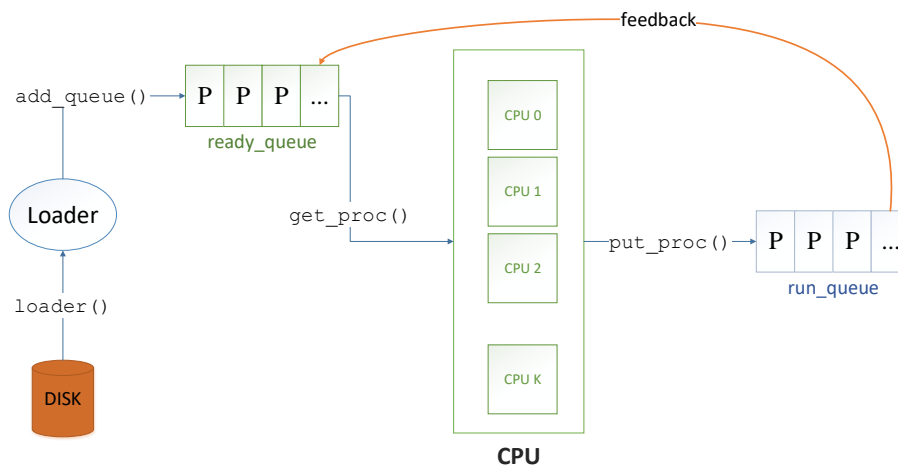 feedback
add_queue()
P P P ...
ready_queue
CPU 0
CPU 1
Loader
get_proc()
put_proc()
P P P ...
CPU 2
run_queue
loader()
CPU K
DISK
CPU